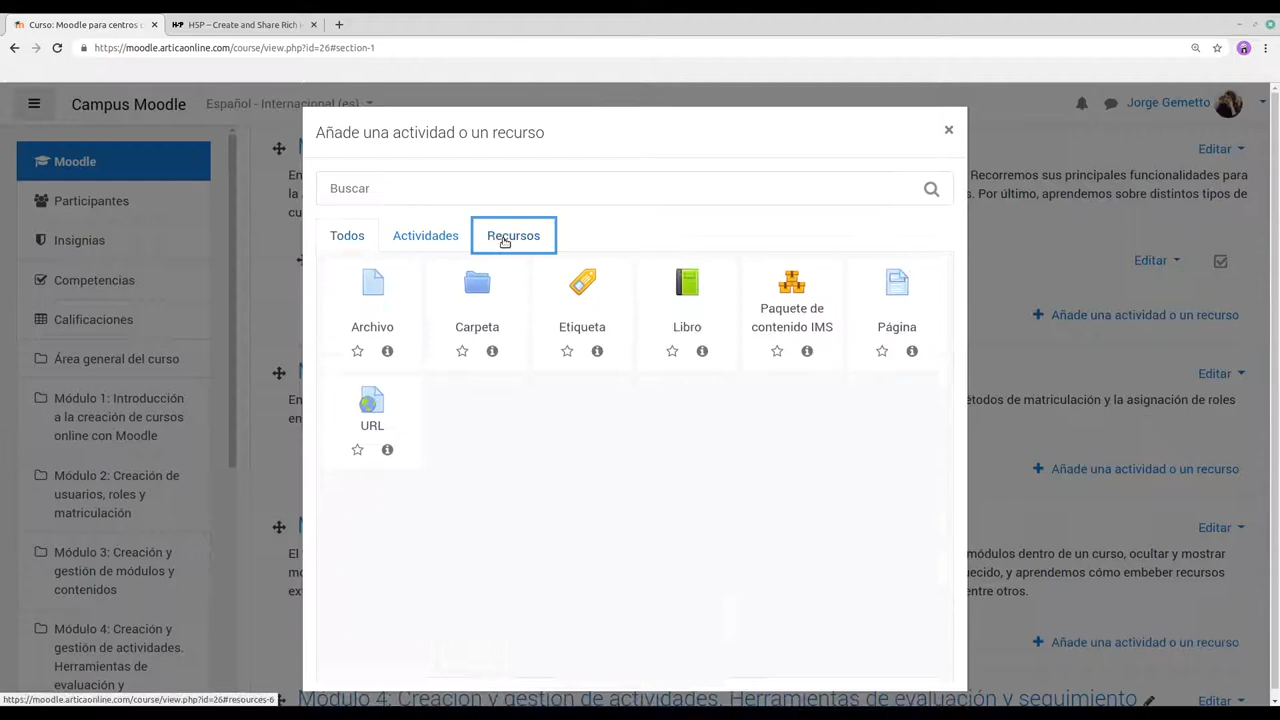 Curso: Moodle para centros
H5P – Create and Share Rich
https://moodle.articaonline.com/course/view.php?id=26#section-1
Campus Moodle
Español - Internacional (es)
Jorge Gemetto
Moodle
Participantes
Insignias
Competencias
Calificaciones
Área general del curso
Módulo 1: Introducción
a la creación de cursos
online con Moodle
Módulo 2: Creación de
usuarios, roles y
matriculación
Módulo 3: Creación y
gestión de módulos y
contenidos
Módulo 4: Creación y
gestión de actividades.
Herramientas de
evaluación y
https://moodle.articaonline.com/course/view.php?id=26#resources-6
Añade una actividad o un recurso
×
Buscar
Todos
Actividades
Recursos
Archivo
Carpeta
Etiqueta
Libro
Paquete de
contenido IMS
Página
URL
Editar
Recorremos sus principales funcionalidades para
la
s. Por último, aprendemos sobre distintos tipos de
cu
Editar
Añade una actividad o un recurso
Editar
En
étodos de matriculación y la asignación de roles
en
Añade una actividad o un recurso
Editar
El
módulos dentro de un curso, ocultar y mostrar
mo
ecido, y aprendemos cómo embeber recursos
ex
entre otros.
Añade una actividad o un recurso
Módulo 4: Creación y gestión de actividades. Herramientas de evaluación y seguimiento
Editar